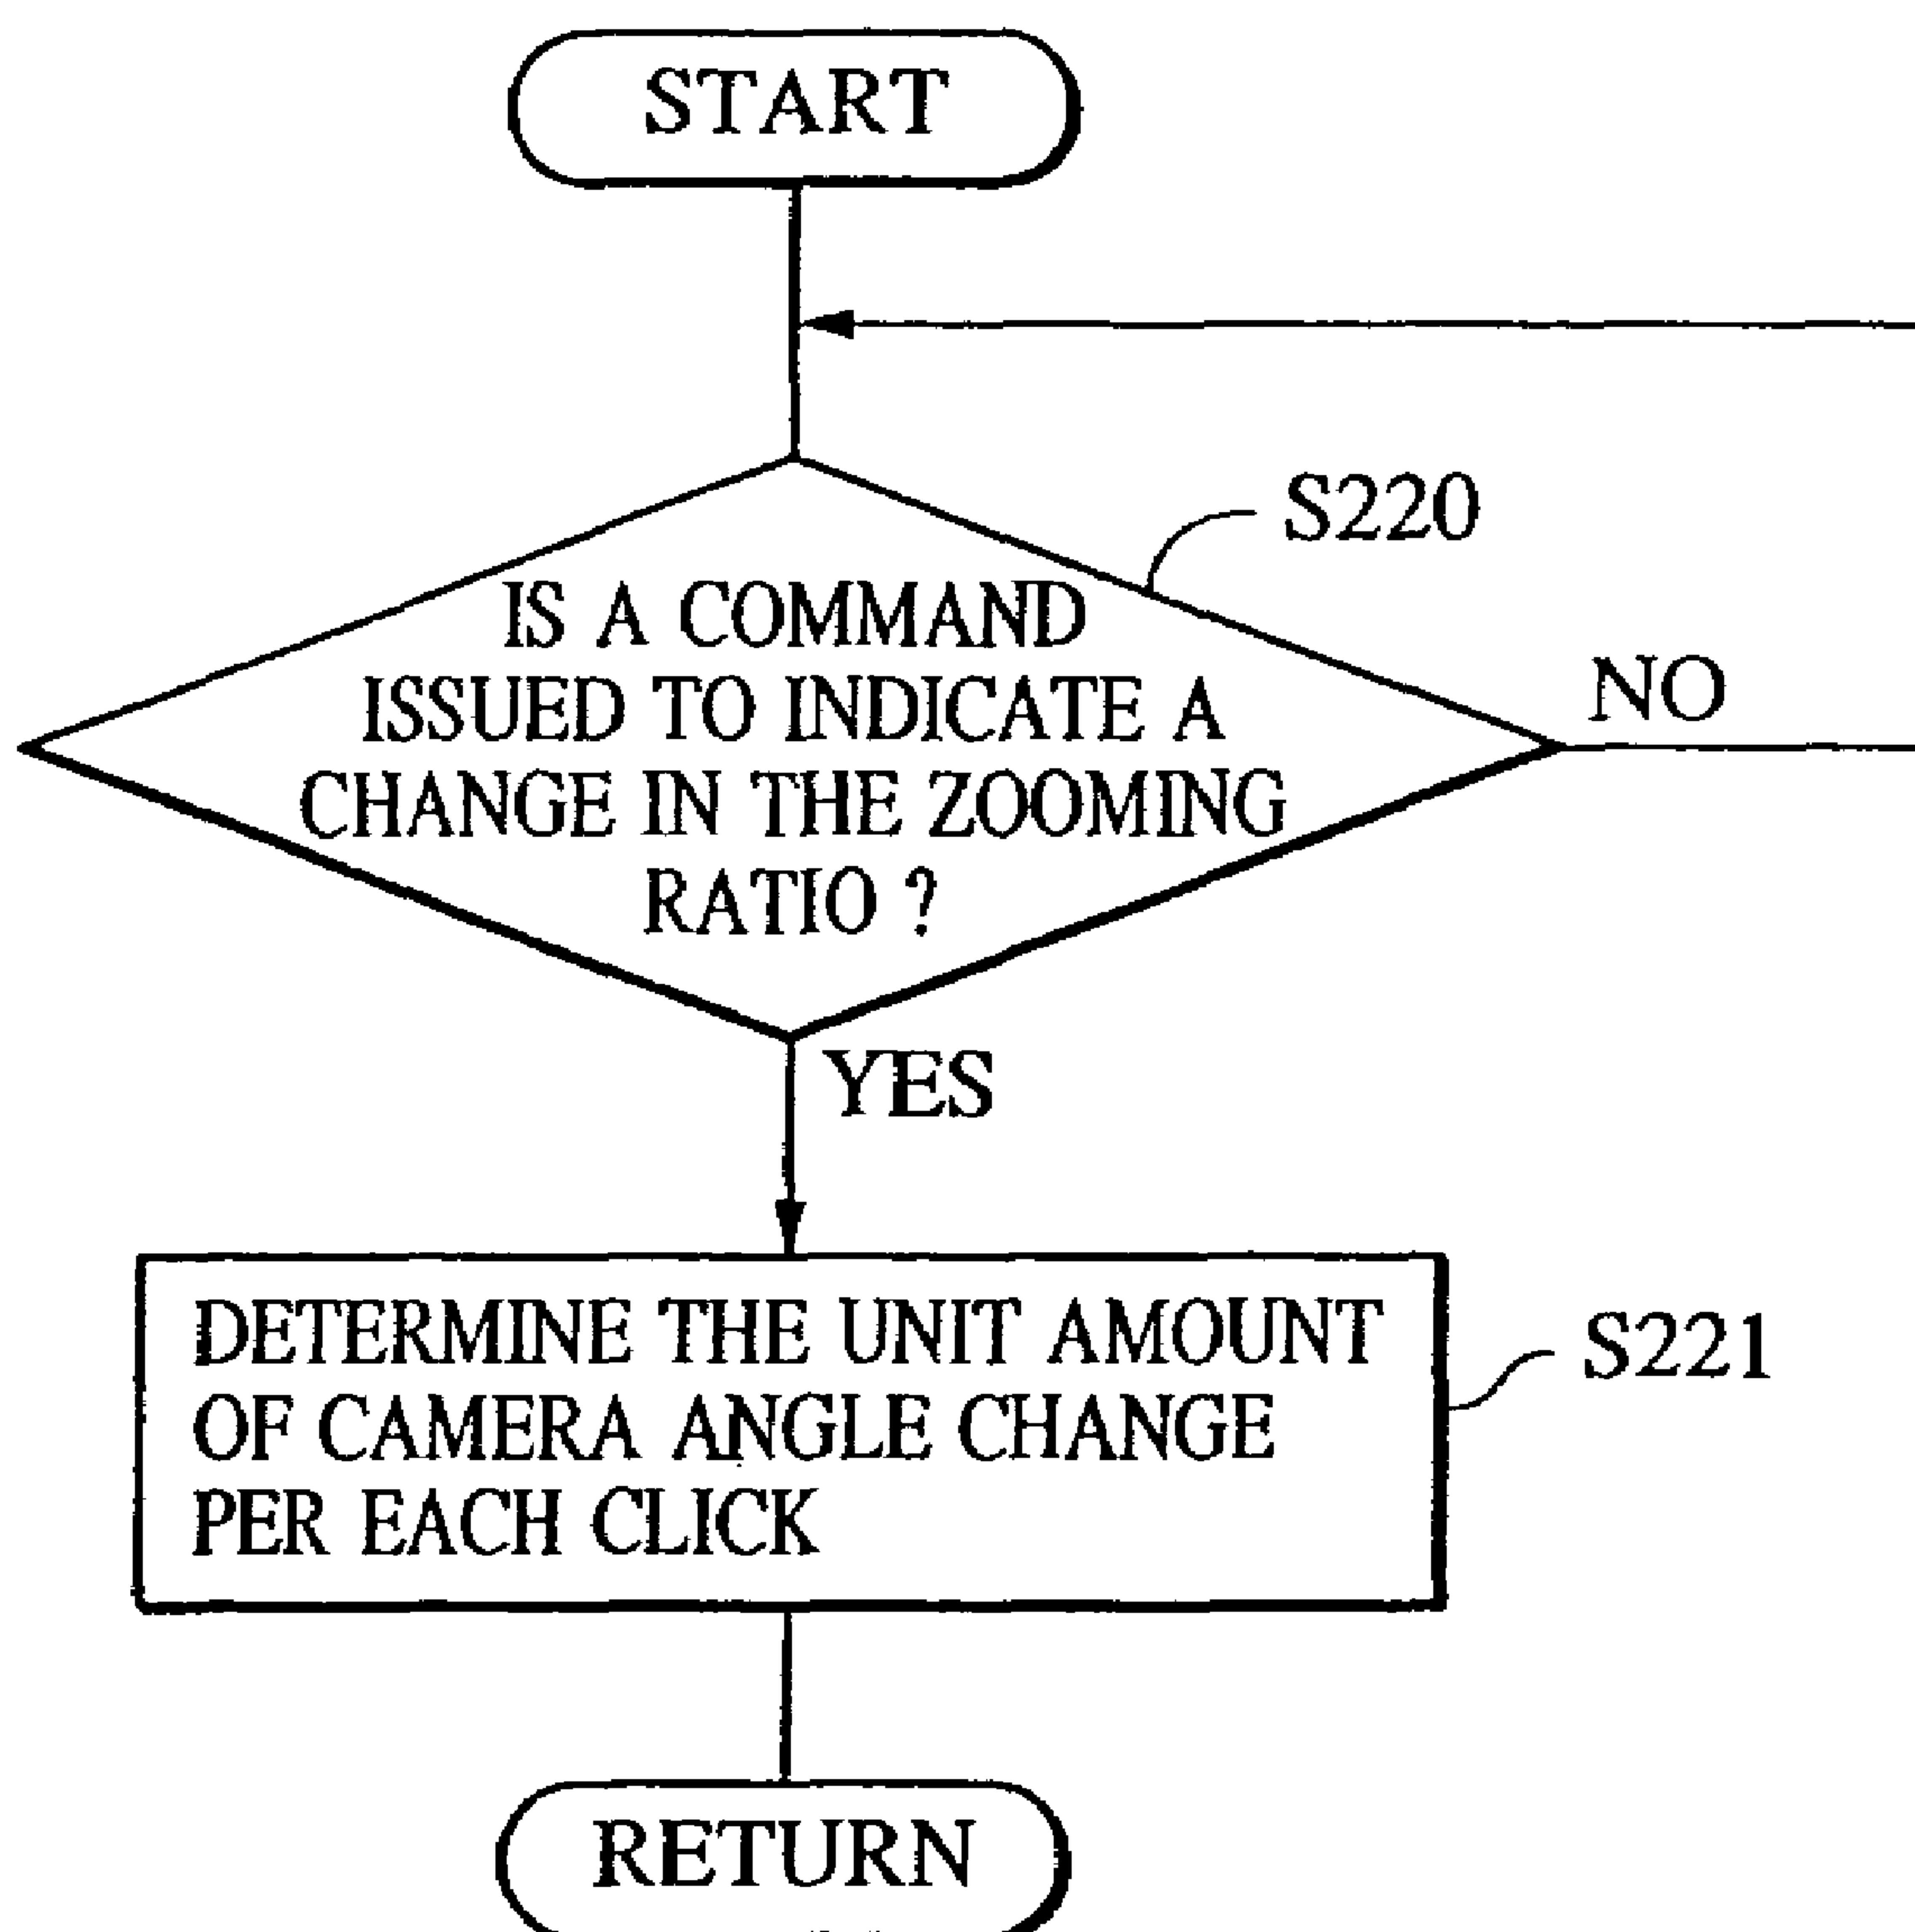 START
S220
IS A COMMAND
ISSUED TO INDICATE A
CHANGE IN THE ZOOMING
RATIO ?
NO
YES
DETERMINE THE UNIT AMOUNT
OF CAMERA ANGLE CHANGE
PER EACH CLICK
S221
RETURN